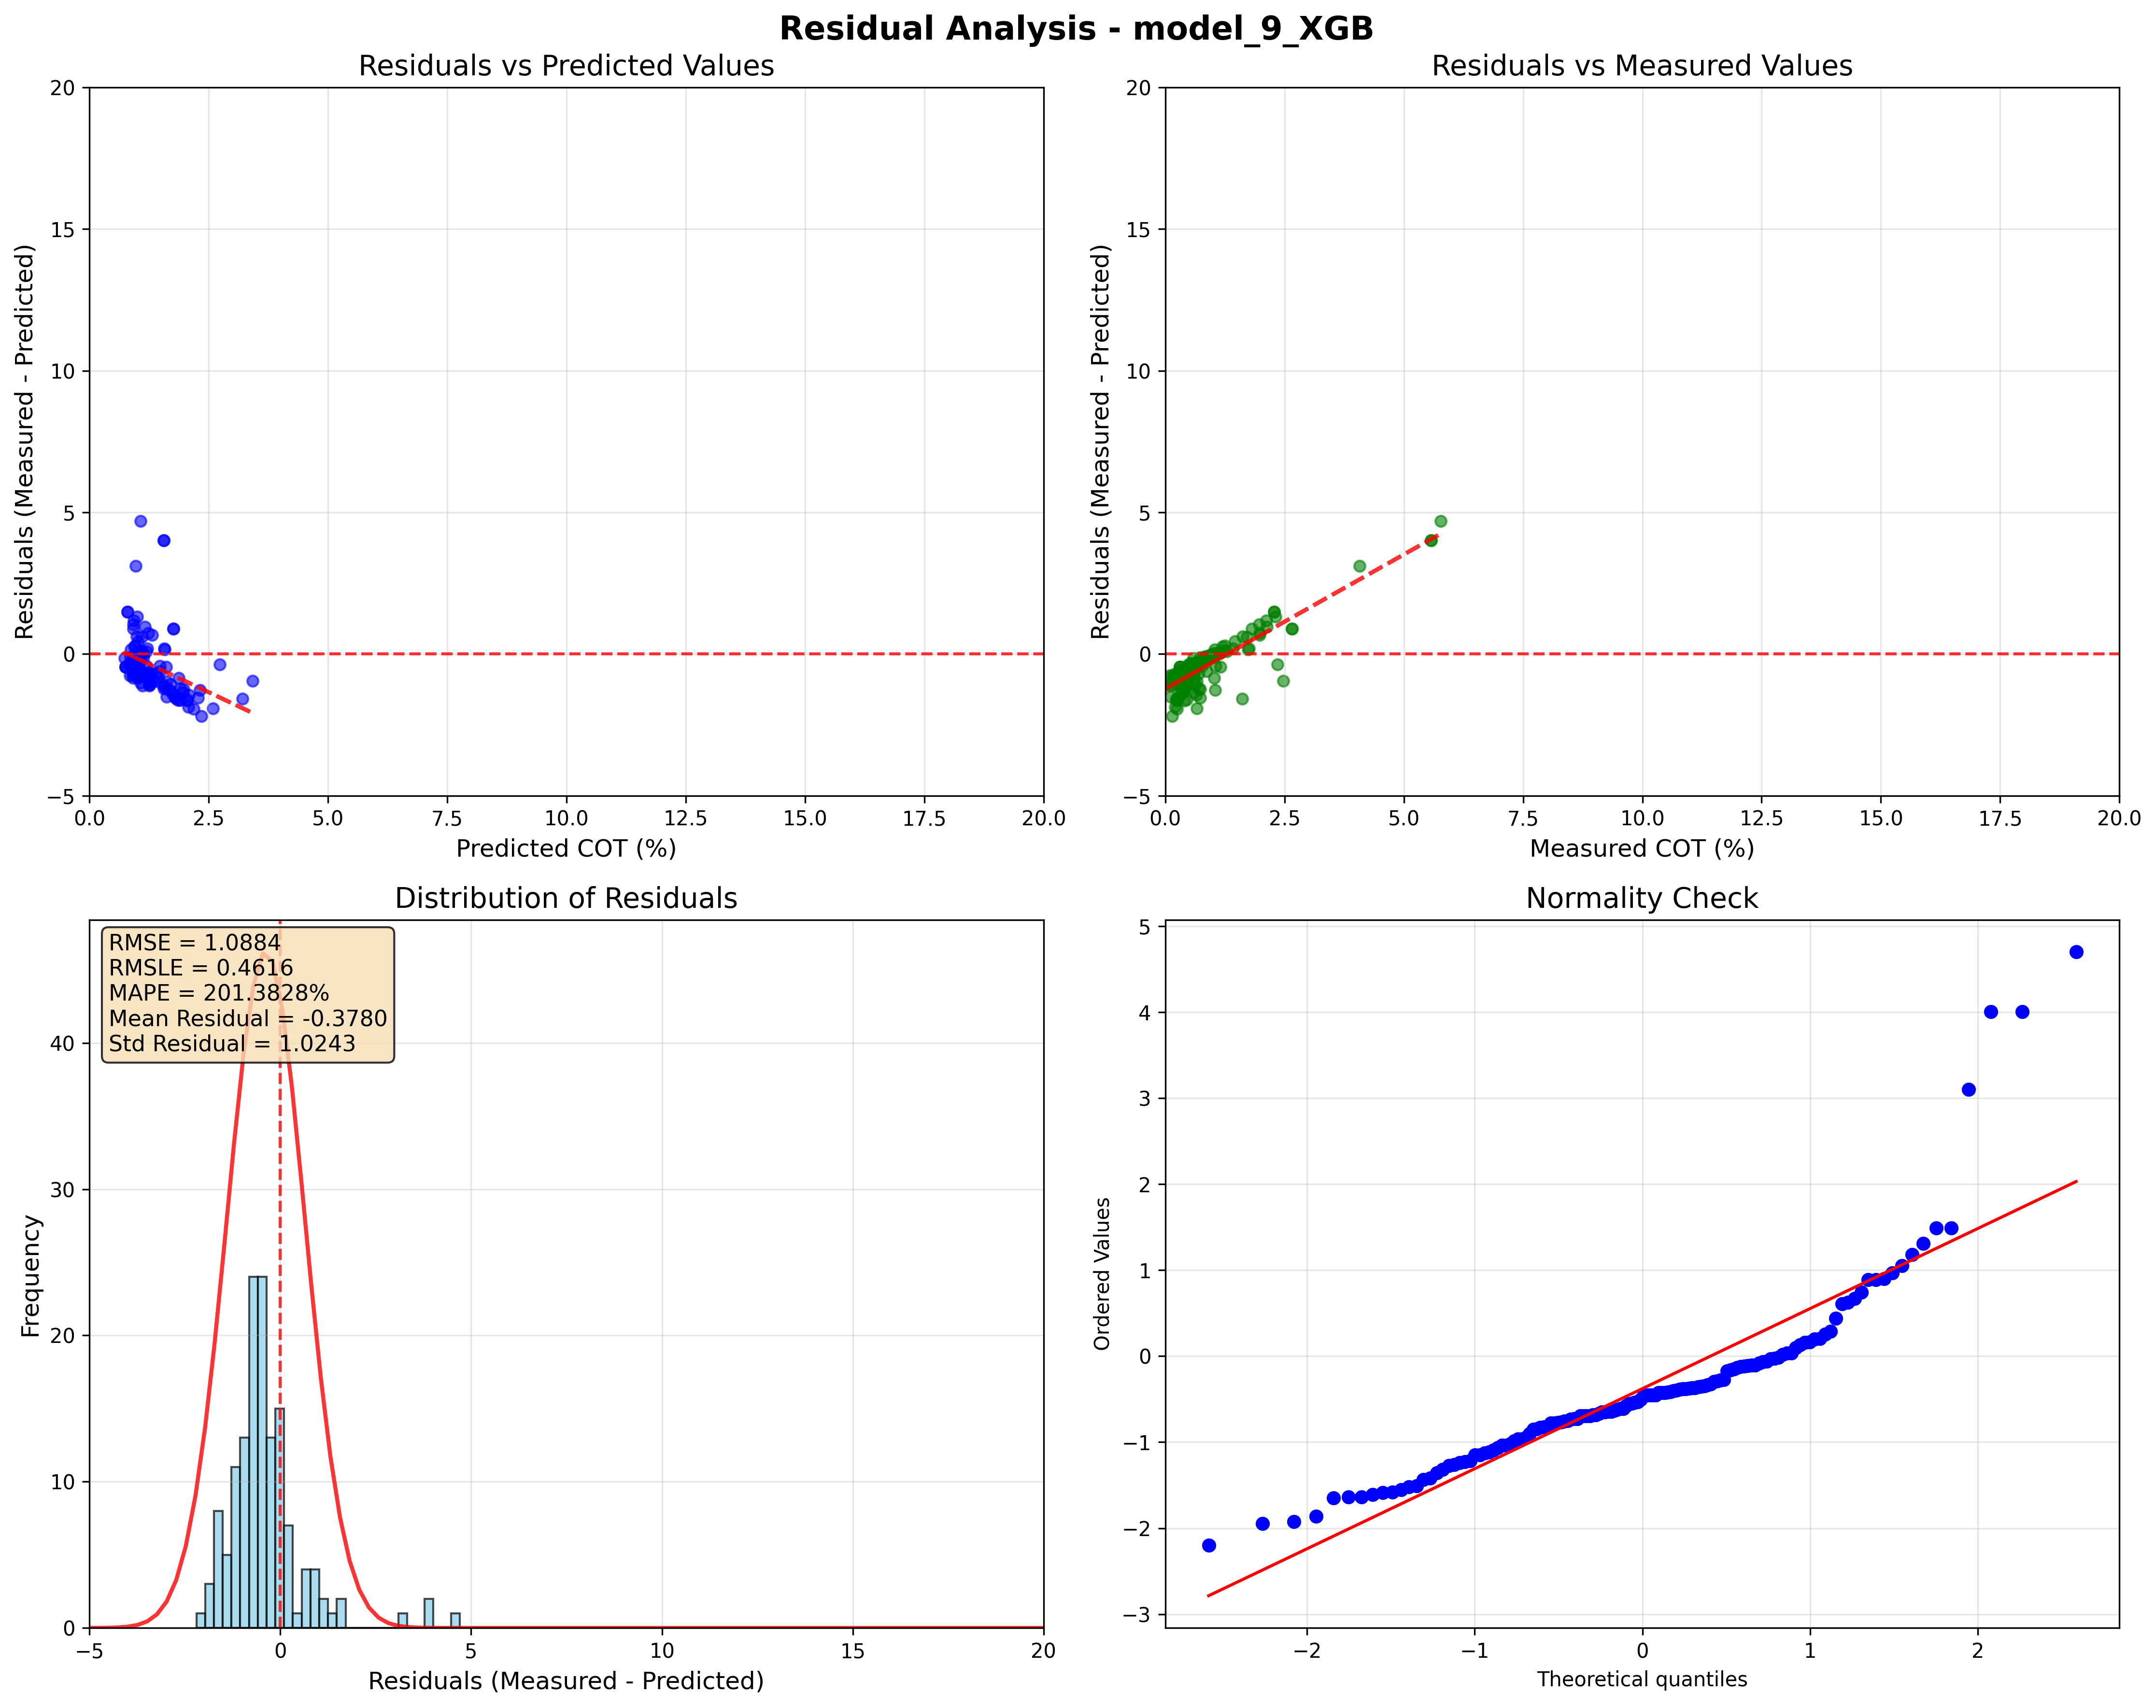 Residual Analysis - model_9_XGB
Residuals vs Predicted Values
20
15
10
5
0
−5
Residuals (Measured - Predicted)
0.0 2.5 5.0 7.5 10.0 12.5 15.0 17.5 20.0
Predicted COT (%)
Residuals vs Measured Values
20
15
10
5
0
−5
Residuals (Measured - Predicted)
0.0 2.5 5.0 7.5 10.0 12.5 15.0 17.5 20.0
Measured COT (%)
Distribution of Residuals
RMSE = 1.0884
RMSLE = 0.4616
MAPE = 201.3828%
Mean Residual = -0.3780
Std Residual = 1.0243
40
30
20
10
0
Frequency
−5 0 5 10 15 20
Residuals (Measured - Predicted)
Normality Check
5
4
3
2
1
0
−1
−2
−3
Ordered Values
−2 −1 0 1 2
Theoretical quantiles